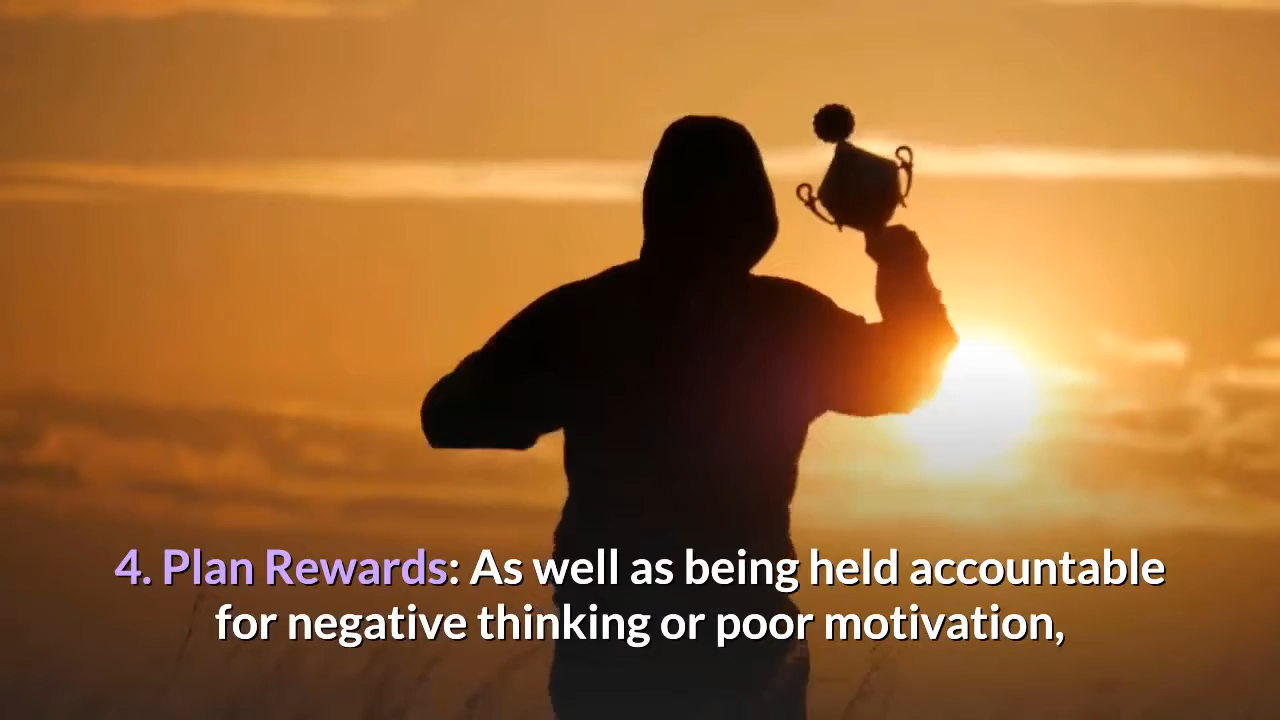 4. Plan Rewards: As well as being held accountable
for negative thinking or poor motivation,